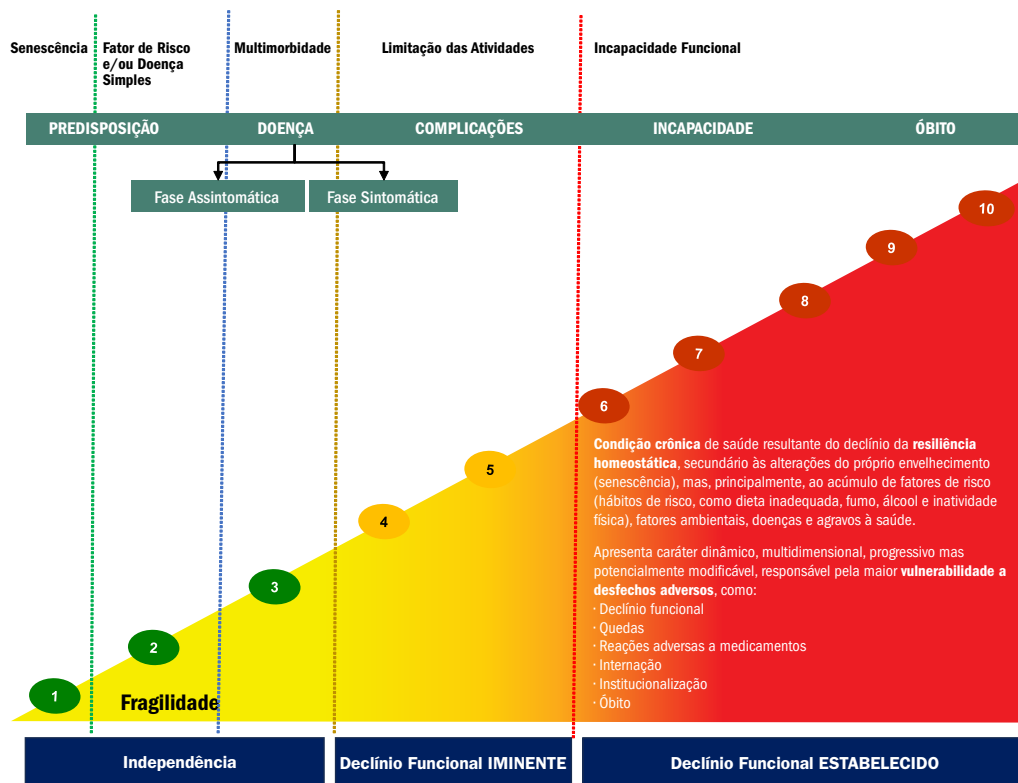 Senescência
Fator de Risco
e/ou Doença
Simples
Multimorbidade
Limitação das Atividades
Incapacidade Funcional
PREDISPOSIÇÃO
DOENÇA
COMPLICAÇÕES
INCAPACIDADE
ÓBITO
Fase Assintomática
Fase Sintomática
10
9
8
7
6
5
4
3
2
1
Condição crônica de saúde resultante do declínio da resiliência
homeostática, secundário às alterações do próprio envelhecimento
(senescência), mas, principalmente, ao acúmulo de fatores de risco
(hábitos de risco, como dieta inadequada, fumo, álcool e inatividade
física), fatores ambientais, doenças e agravos à saúde.
Apresenta caráter dinâmico, multidimensional, progressivo mas
potencialmente modificável, responsável pela maior vulnerabilidade a
desfechos adversos, como:
· Declínio funcional
· Quedas
· Reações adversas a medicamentos
· Internação
· Institucionalização
· Óbito
Fragilidade
Independência
Declínio Funcional IMINENTE
Declínio Funcional ESTABELECIDO